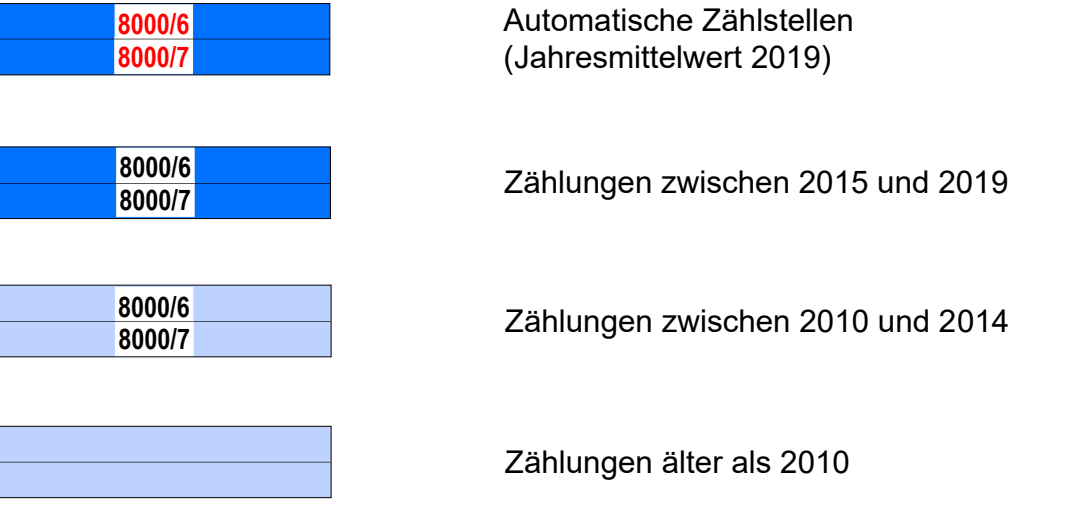 8000/6
8000/7
Automatische Zählstellen
(Jahresmittelwert 2019)
8000/6
8000/7
Zählungen zwischen 2015 und 2019
8000/6
8000/7
Zählungen zwischen 2010 und 2014
Zählungen älter als 2010